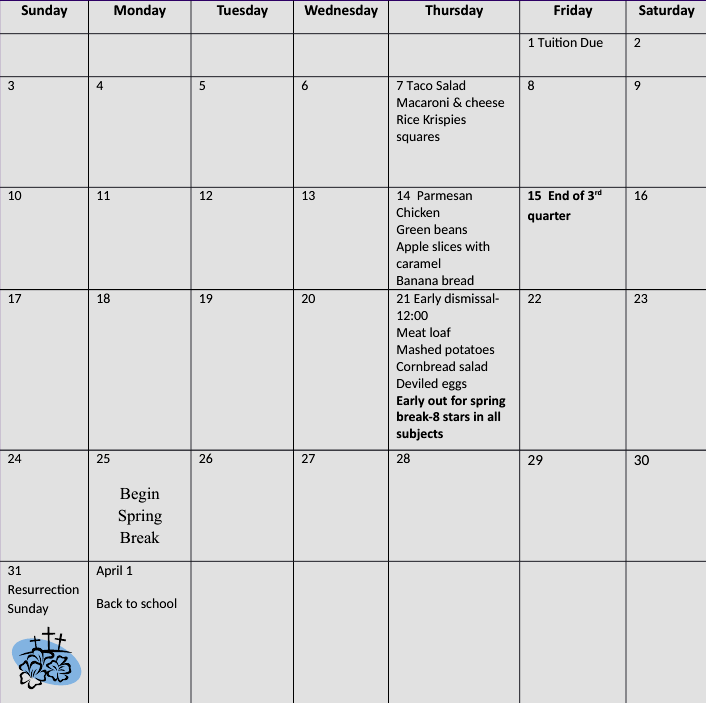 Sunday Monday Tuesday Wednesday Thursday Friday Saturday
1 Tuition Due
2
3
4
5
6
7 Taco Salad
Macaroni & cheese
Rice Krispies
squares
8
9
10
11
12
13
14 Parmesan
Chicken
Green beans
Apple slices with
caramel
Banana bread
15 End of 3rd
quarter
16
17
18
19
20
21 Early dismissal-
12:00
Meat loaf
Mashed potatoes
Cornbread salad
Deviled eggs
Early out for spring
break-8 stars in all
subjects
22
23
24
25
Begin
Spring
Break
26
27
28
29
30
31
Resurrection
Sunday
April 1
Back to school